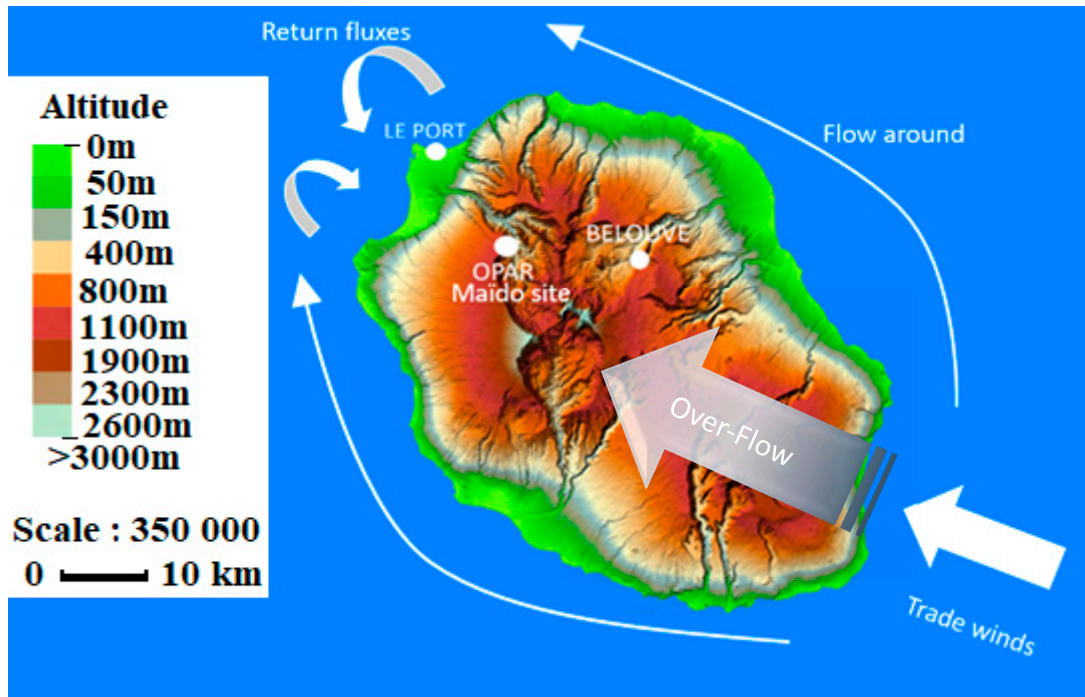 Return fluxes
Altitude
0m
50m
150m
400m
800m
1100m
1900m
2300m
2600m
>3000m
Scale : 350 000
0 10 km
LE PORT
Flow around
BELOUVE
OPAR
Maïdo site
Over-Flow
Trade winds